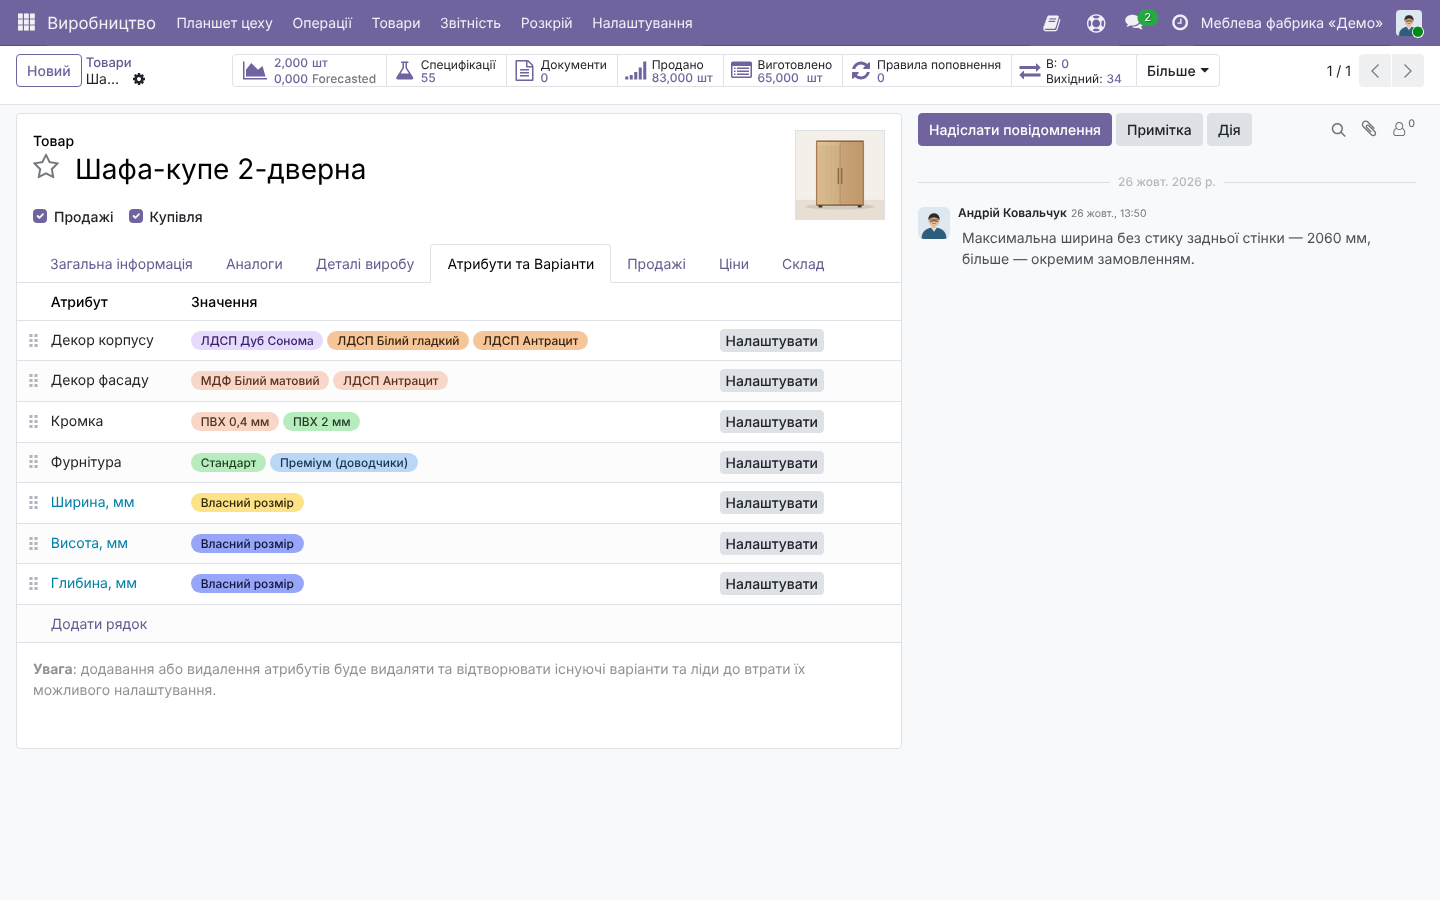 Виробництво Планшет цеху Операції Товари Звітність Розкрій Налаштування 2 Меблева фабрика «Демо»
Новий
Товари
Ша...
2,000 шт
0,000 Forecasted
Специфікації
55
Документи
0
Продано
83,000 шт
Виготовлено
65,000 шт
Правила поповнення
0
В: 0
Вихідний: 34
Більше
1 / 1
Товар
Шафа-купе 2-дверна
Продажі Купівля
Загальна інформація Аналоги Деталі виробу Атрибути та Варіанти Продажі Ціни Склад
Атрибут Значення
Декор корпусу ЛДСП Дуб Сонома ЛДСП Білий гладкий ЛДСП Антрацит Налаштувати
Декор фасаду МДФ Білий матовий ЛДСП Антрацит Налаштувати
Кромка ПВХ 0,4 мм ПВХ 2 мм Налаштувати
Фурнітура Стандарт Преміум (доводчики) Налаштувати
Ширина, мм Власний розмір Налаштувати
Висота, мм Власний розмір Налаштувати
Глибина, мм Власний розмір Налаштувати
Додати рядок
Увага: додавання або видалення атрибутів буде видаляти та відтворювати існуючі варіанти та ліди до втрати їх
можливого налаштування.
Надіслати повідомлення Примітка Дія 0
26 жовт. 2026 р.
Андрій Ковальчук 26 жовт., 13:50
Максимальна ширина без стику задньої стінки — 2060 мм,
більше — окремим замовленням.